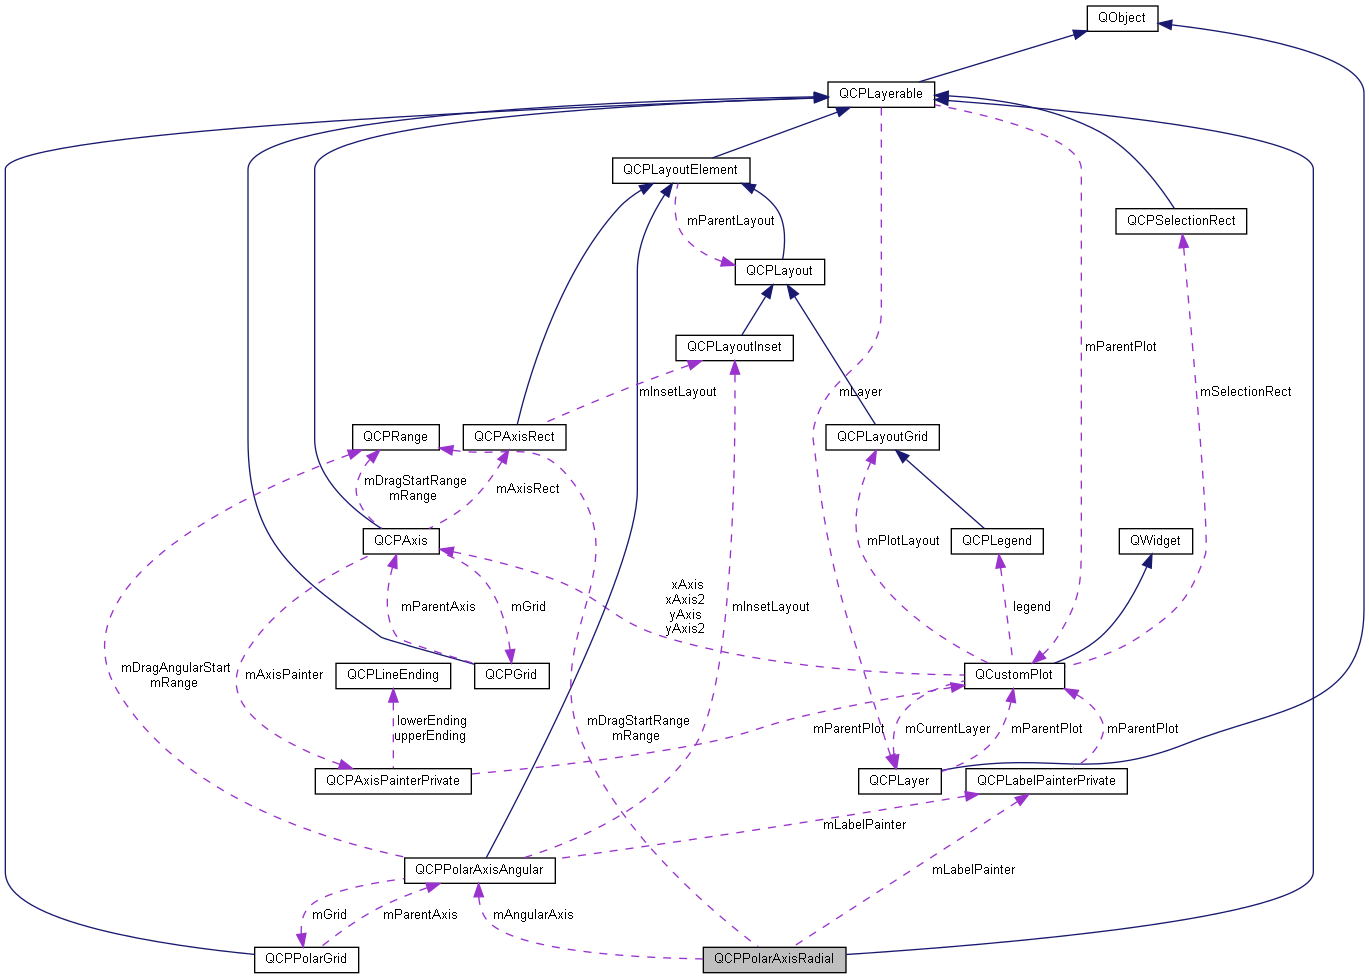 QObject
QCPLayerable
QCPLayoutElement
QCPSelectionRect
mParentLayout
QCPLayout
QCPLayoutInset
mParentPlot
mInsetLayout
mLayer
mSelectionRect
QCPRange
QCPAxisRect
QCPLayoutGrid
mDragStartRange
mRange
mAxisRect
QCPAxis
mPlotLayout
QCPLegend
QWidget
mParentAxis
mGrid
xAxis
xAxis2
yAxis
yAxis2
mInsetLayout
legend
mDragAngularStart
mRange
mAxisPainter
QCPLineEnding
QCPGrid
QCustomPlot
lowerEnding
upperEnding
mDragStartRange
mRange
mParentPlot
mCurrentLayer
mParentPlot
mParentPlot
QCPAxisPainterPrivate
QCPLayer
QCPLabelPainterPrivate
mLabelPainter
QCPPolarAxisAngular
mLabelPainter
mGrid
mParentAxis
mAngularAxis
QCPPolarGrid
QCPPolarAxisRadial